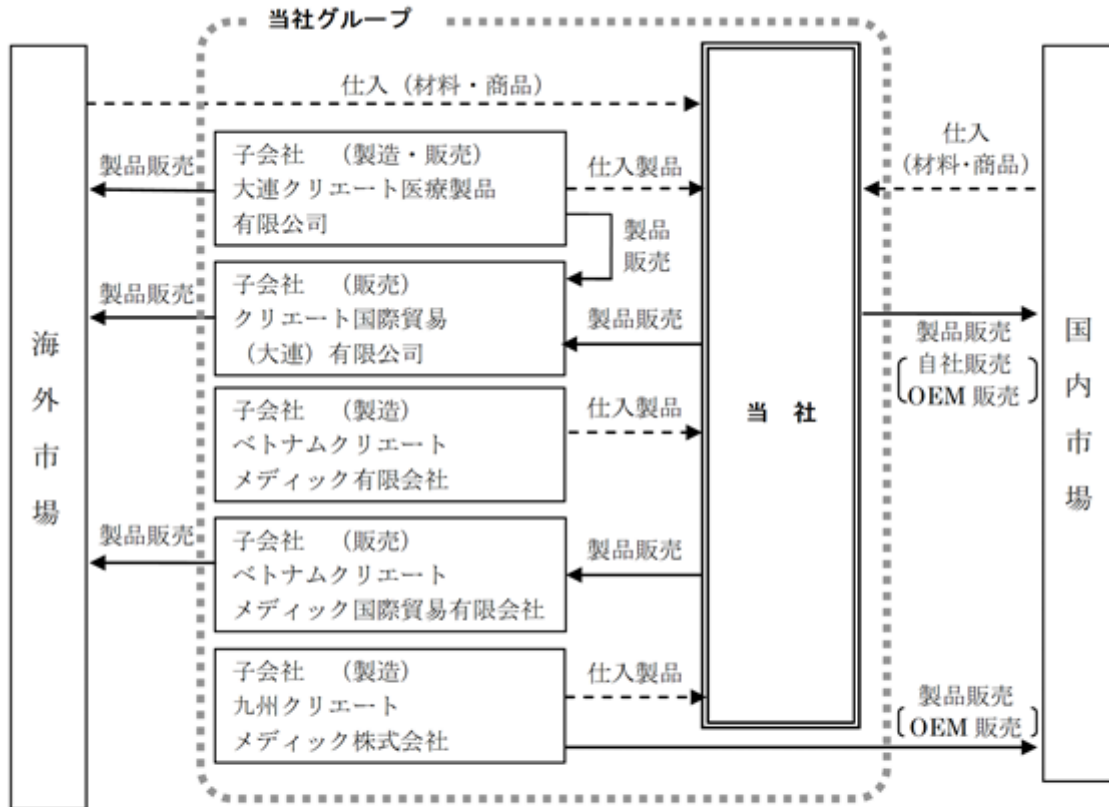 当社グループ
海外市場
仕入（材料・商品）
製品販売
子会社　（製造・販売）
大連クリエート医療製品
有限公司
仕入製品
製品
販売
製品販売
子会社　（販売）
クリエート国際貿易
（大連）有限公司
製品販売
子会社　（製造）
ベトナムクリエート
メディック有限会社
仕入製品
製品販売
子会社　（販売）
ベトナムクリエート
メディック国際貿易有限会社
製品販売
子会社　（製造）
九州クリエート
メディック株式会社
仕入製品
当　社
仕入
（材料・商品）
製品販売
自社販売
OEM 販売
製品販売
OEM 販売
国内市場